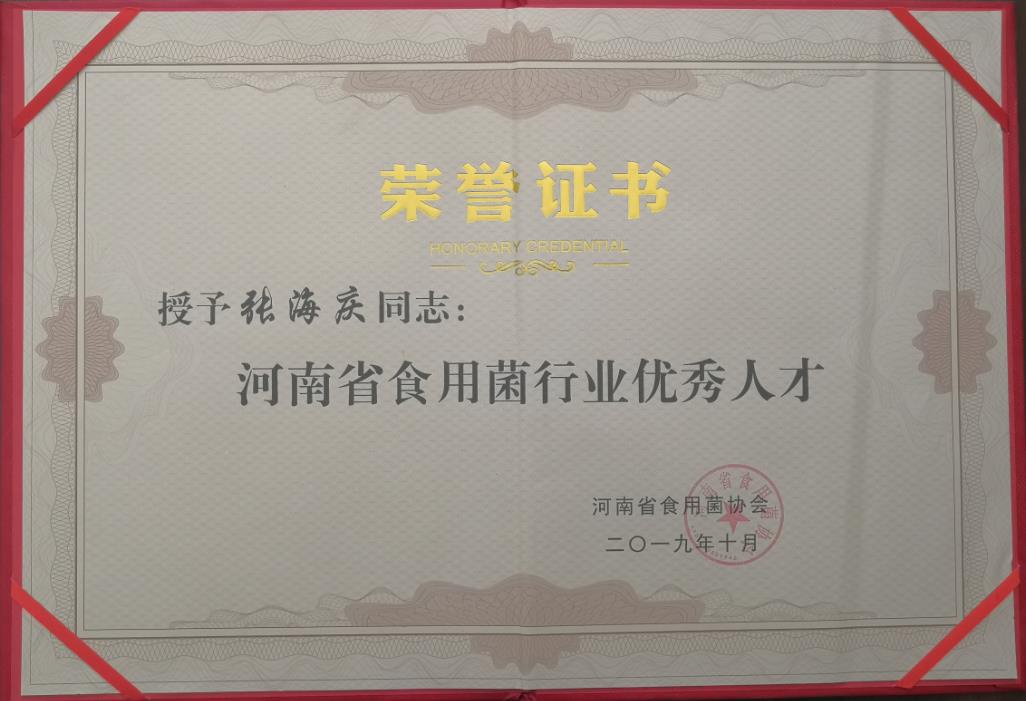 荣誉证书
HONORARY CREDENTIAL
授予张海庆同志：
河南省食用菌行业优秀人才
河南省食用菌协会
二〇一九年十月